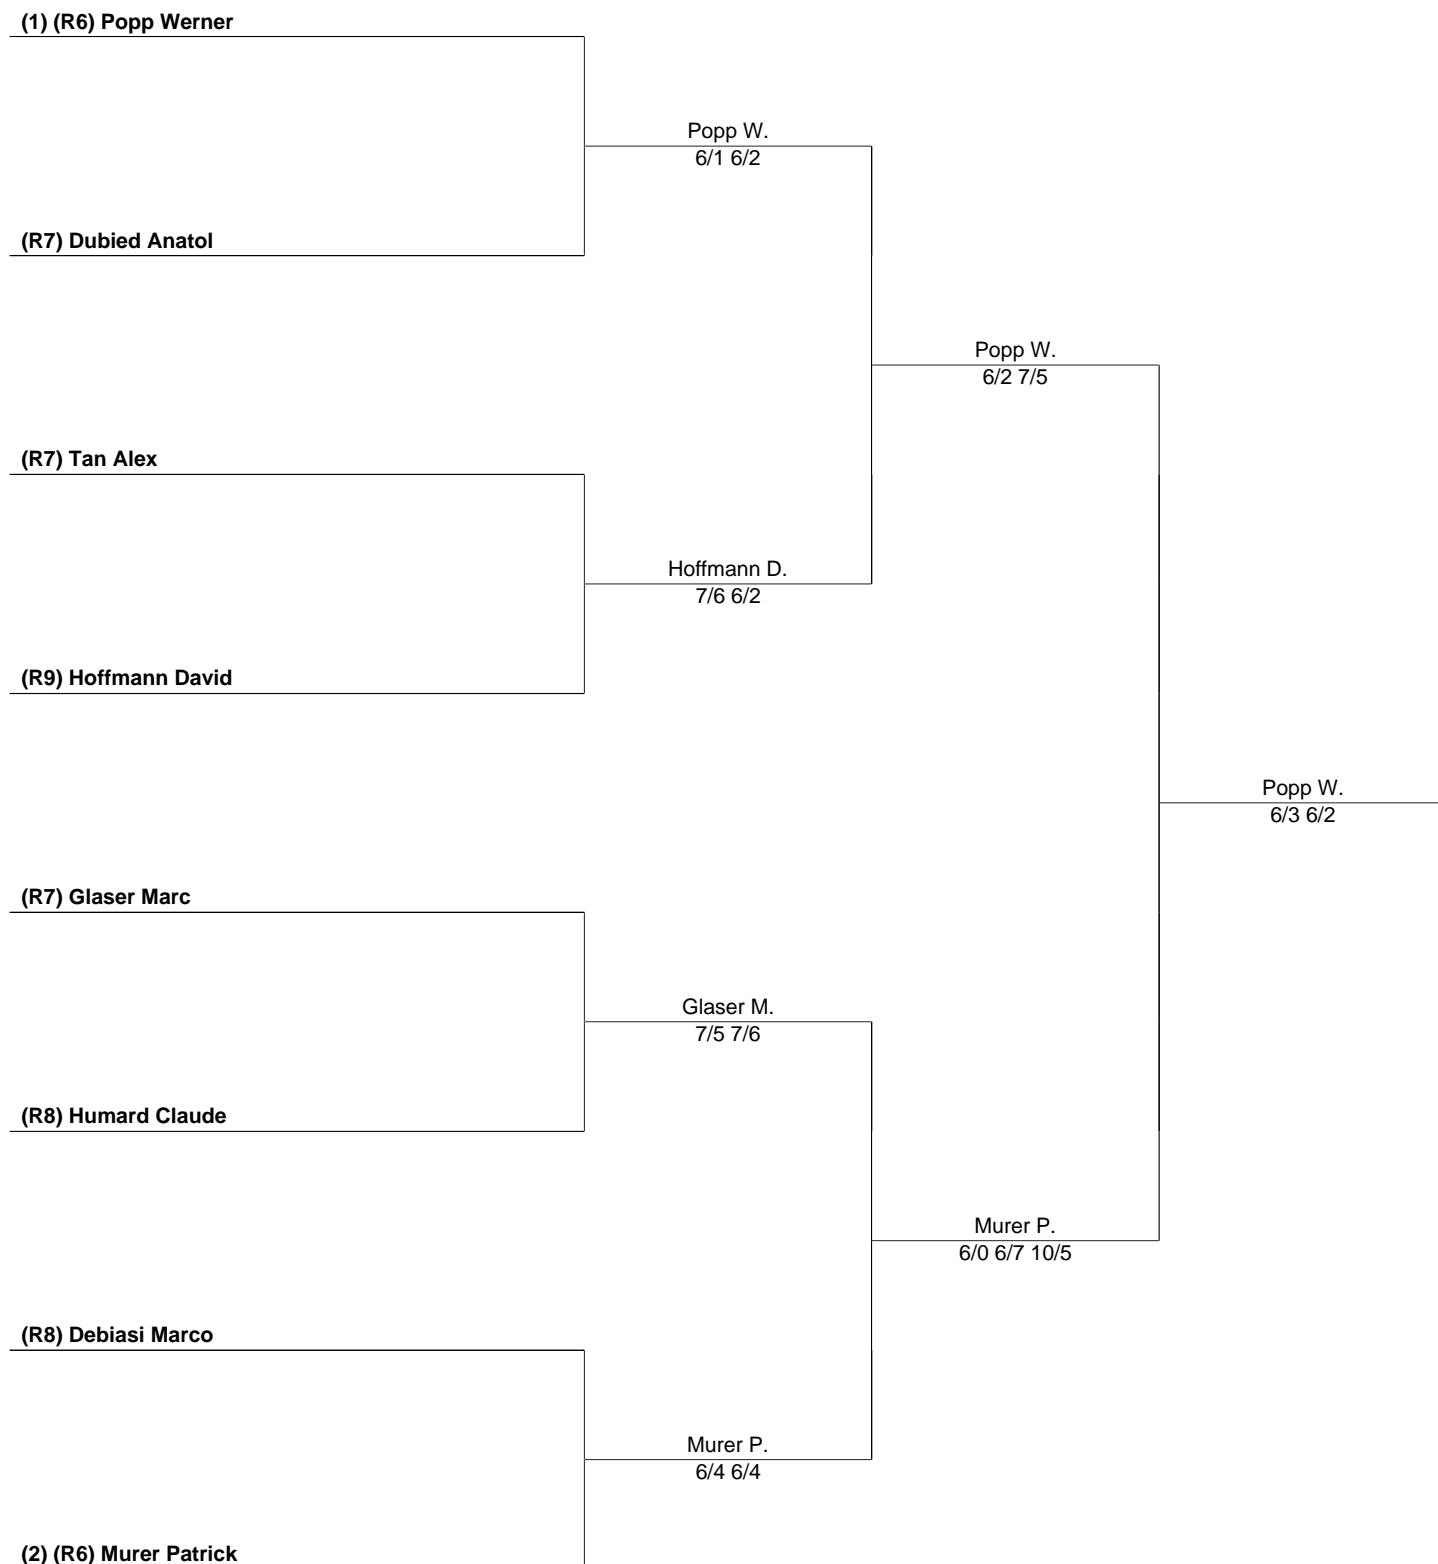 (1) (R6) Popp Werner
Popp W.
6/1 6/2
(R7) Dubied Anatol
Popp W.
6/2 7/5
(R7) Tan Alex
Hoffmann D.
7/6 6/2
(R9) Hoffmann David
Popp W.
6/3 6/2
(R7) Glaser Marc
Glaser M.
7/5 7/6
(R8) Humard Claude
Murer P.
6/0 6/7 10/5
(R8) Debiasi Marco
Murer P.
6/4 6/4
(2) (R6) Murer Patrick